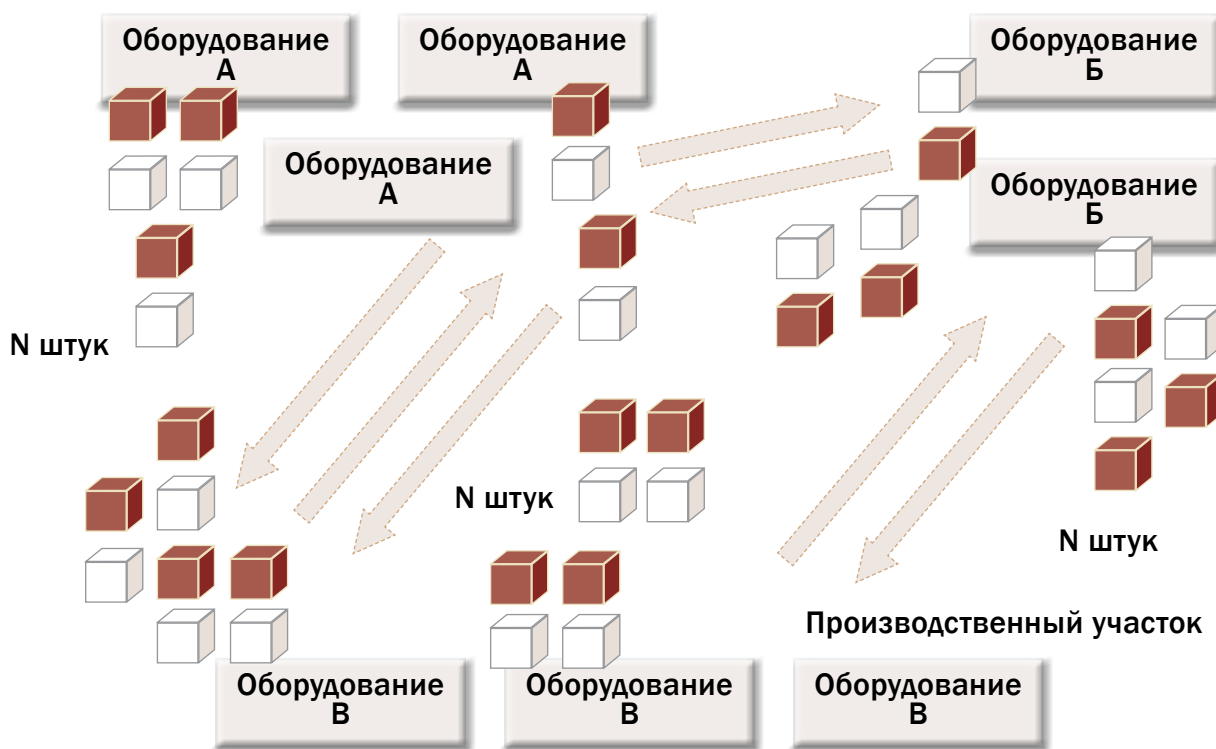 Оборудование
А
Оборудование
А
Оборудование
Б
Оборудование
А
Оборудование
Б
N штук
N штук
N штук
Производственный участок
Оборудование
В
Оборудование
В
Оборудование
В